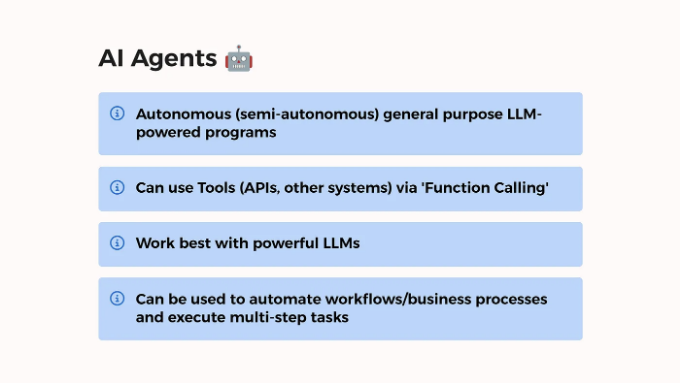 AI Agents 🤖
Autonomous (semi-autonomous) general purpose LLM-
powered programs
Can use Tools (APIs, other systems) via 'Function Calling'
Work best with powerful LLMs
Can be used to automate workflows/business processes
and execute multi-step tasks